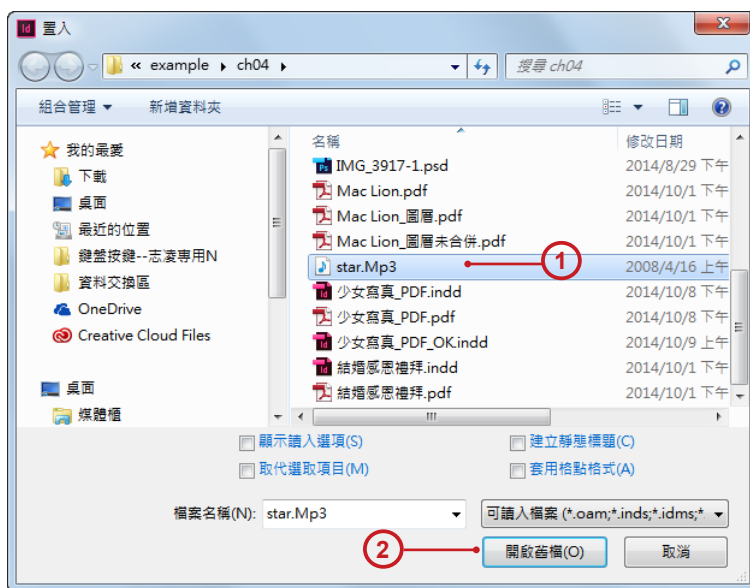 Id 置入
« example ▸ ch04 ▸ 搜尋 ch04
組合管理 ▼ 新增資料夾
我的最愛
下載
桌面
最近的位置
鍵盤按鍵--志凌專用N
資料交換區
OneDrive
Creative Cloud Files
桌面
媒體櫃
名稱 修改日期
IMG_3917-1.psd 2014/8/29 下午
Mac Lion.pdf 2014/10/1 下午
Mac Lion_圖層.pdf 2014/10/1 下午
Mac Lion_圖層未合併.pdf 2014/10/1 下午
star.Mp3 1 2008/4/16 上午
少女寫真_PDF.indd 2014/10/8 下午
少女寫真_PDF.pdf 2014/10/8 下午
少女寫真_PDF_OK.indd 2014/10/9 上午
結婚感恩禮拜.indd 2014/10/1 下午
結婚感恩禮拜.pdf 2014/10/1 下午
顯示讀入選項(S) 建立靜態標題(C)
取代選取項目(M) 套用格點格式(A)
檔案名稱(N): star.Mp3 可讀入檔案 (*.oam;*.inds;*.idms;*
2 開啟舊檔(O) 取消